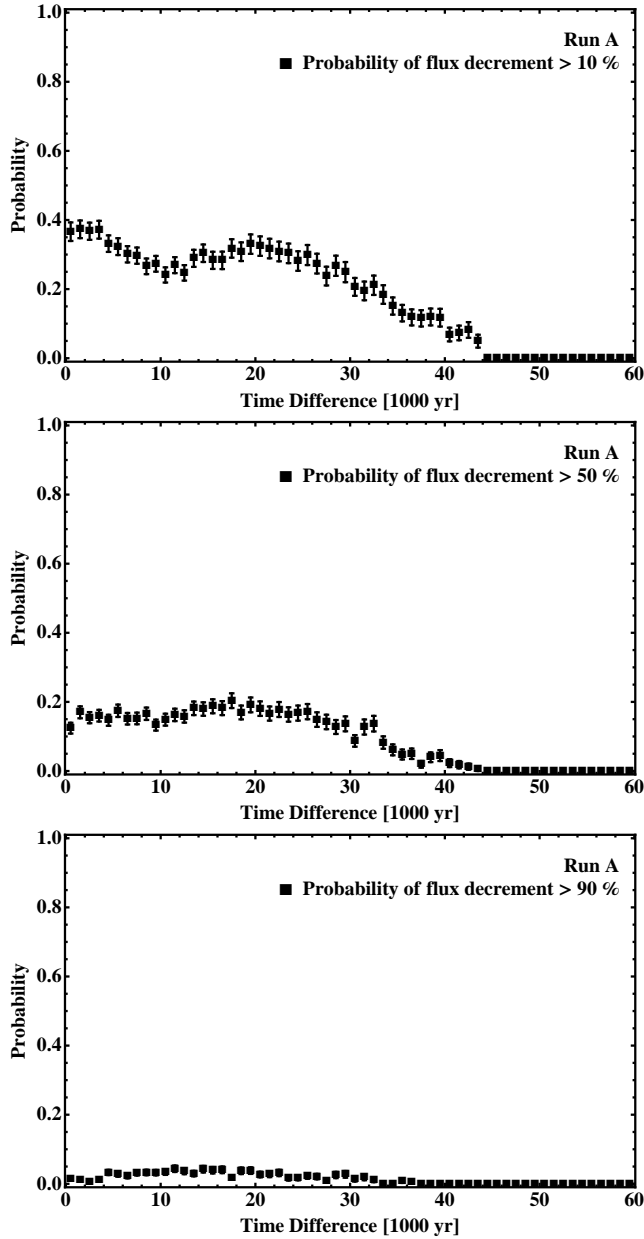 1.0
Run A
■ Probability of flux decrement > 10 %
0.8
0.6
Probability
0.4
0.2
0.0
0 10 20 30 40 50 60
Time Difference [1000 yr]
1.0
Run A
■ Probability of flux decrement > 50 %
0.8
0.6
Probability
0.4
0.2
0.0
0 10 20 30 40 50 60
Time Difference [1000 yr]
1.0
Run A
■ Probability of flux decrement > 90 %
0.8
0.6
Probability
0.4
0.2
0.0
0 10 20 30 40 50 60
Time Difference [1000 yr]